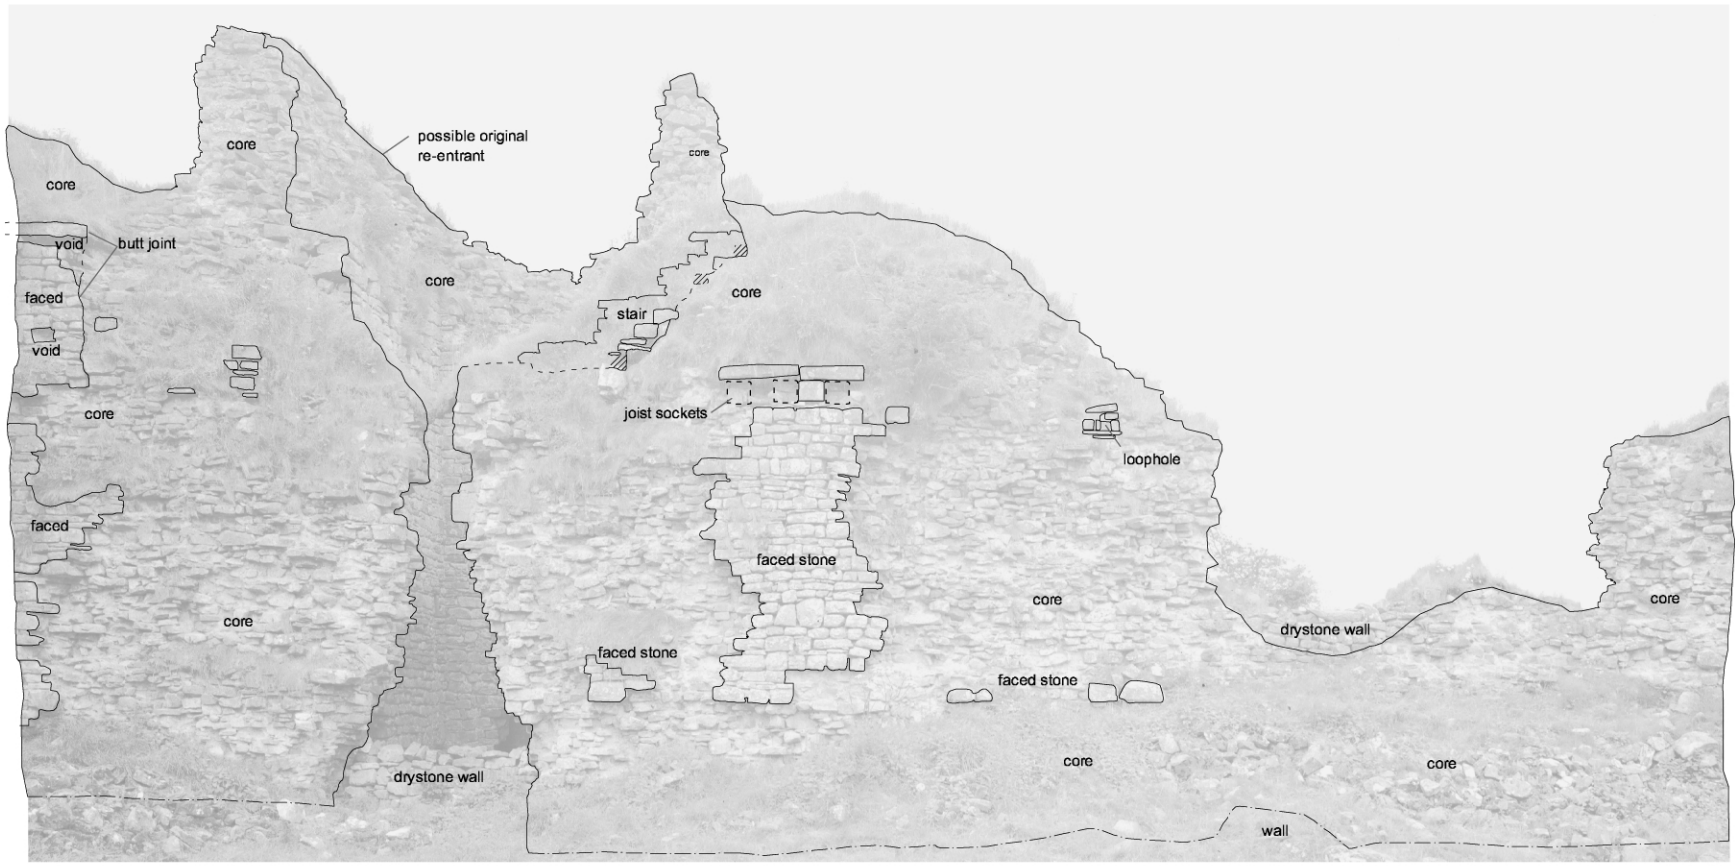 core
possible original
re-entrant
core
core
void
butt joint
core
core
faced
stair
void
joist sockets
core
loophole
faced
faced stone
core
core
core
drystone wall
faced stone
faced stone
core
core
drystone wall
wall